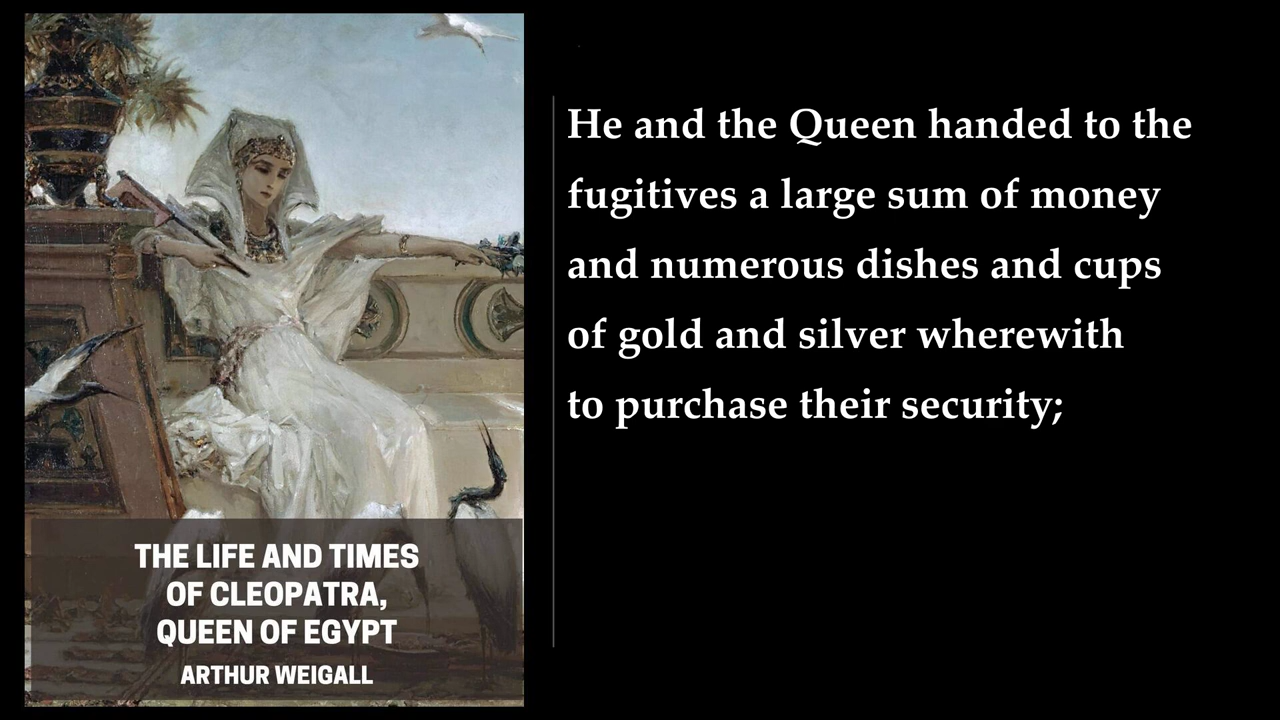 He and the Queen handed to the
fugitives a large sum of money
and numerous dishes and cups
of gold and silver wherewith
to purchase their security;
THE LIFE AND TIMES
OF CLEOPATRA,
QUEEN OF EGYPT
ARTHUR WEIGALL